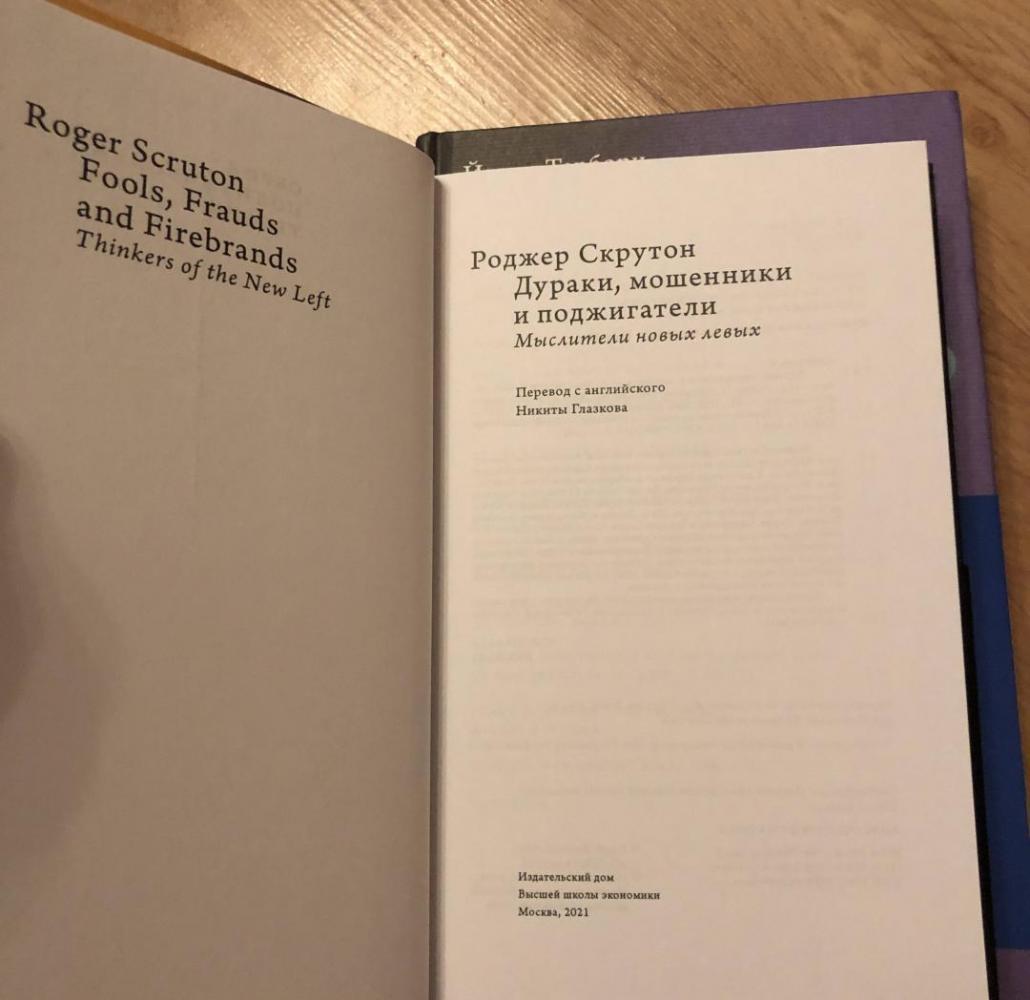 Roger Scruton
Fools, Frauds
and Firebrands
Thinkers of the New Left
Роджер Скрутон
Дураки, мошенники
и поджигатели
Мыслители новых левых
Перевод с английского
Никиты Глазкова
Издательский дом
Высшей школы экономики
Москва, 2021